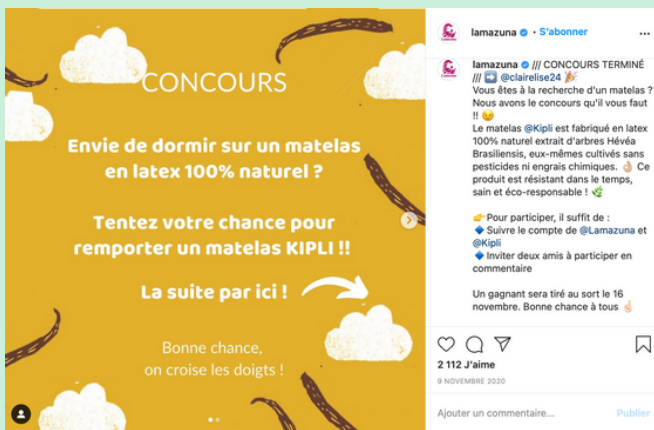 CONCOURS
Envie de dormir sur un matelas
en latex 100% naturel ?
Tentez votre chance pour
remporter un matelas KIPLI !!
La suite par ici !
Bonne chance,
on croise les doigts !
lamazuna • S'abonner
lamazuna /// CONCOURS TERMINÉ
/// ➡️ @clairelise24 🎉
Vous êtes à la recherche d'un matelas ?
Nous avons le concours qu'il vous faut
!! 😉
Le matelas @Kipli est fabriqué en latex
100% naturel extrait d'arbres Hévéa
Brasiliensis, eux-mêmes cultivés sans
pesticides ni engrais chimiques. 👌 Ce
produit est résistant dans le temps,
sain et éco-responsable ! 🌿
👉Pour participer, il suffit de :
🔷 Suivre le compte de @Lamazuna et
@Kipli
🔷 Inviter deux amis à participer en
commentaire
Un gagnant sera tiré au sort le 16
novembre. Bonne chance à tous 🤞
2 112 J'aime
9 NOVEMBRE 2020
Ajouter un commentaire... Publier